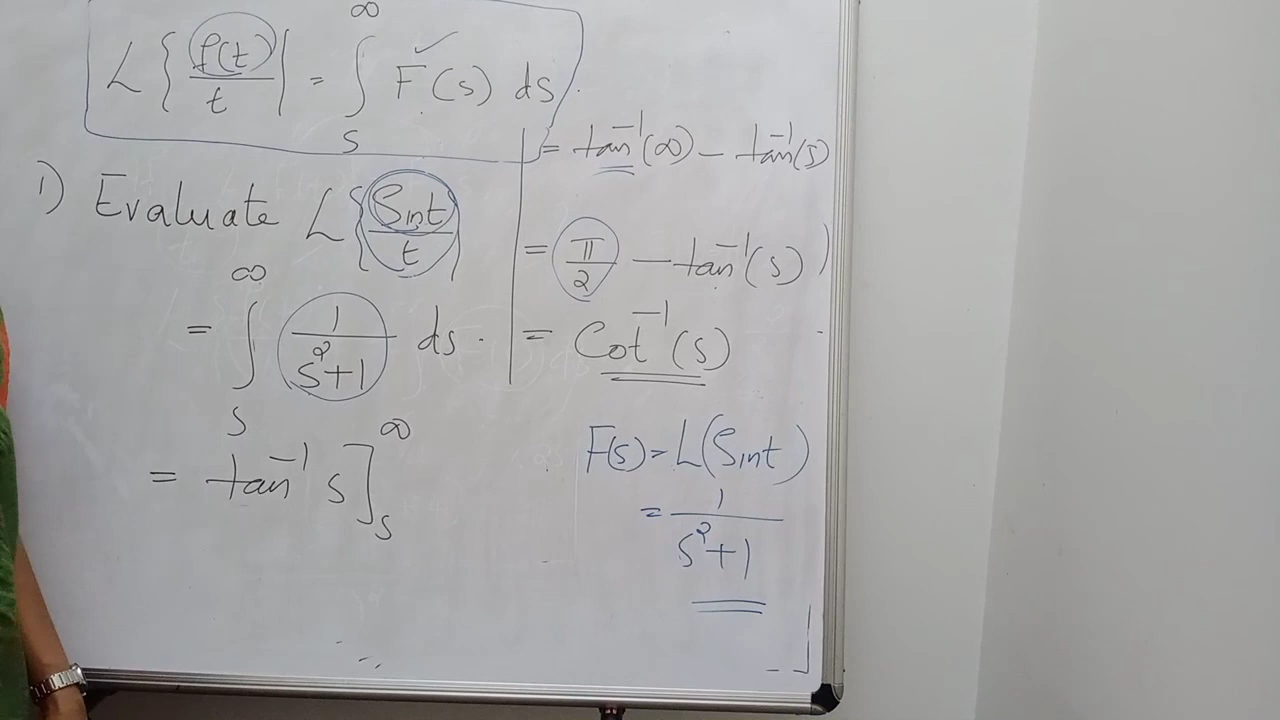 L{f(t)/t} = ∫_s^∞ F(s) ds.
1) Evaluate L{Sint/t}
= ∫_s^∞ 1/(s²+1) ds.
= tan⁻¹ s]_s^∞
= tan⁻¹(∞) - tan⁻¹(s)
= π/2 - tan⁻¹(s)
= Cot⁻¹(s)
F(s) = L(Sint)
= 1/(s²+1)